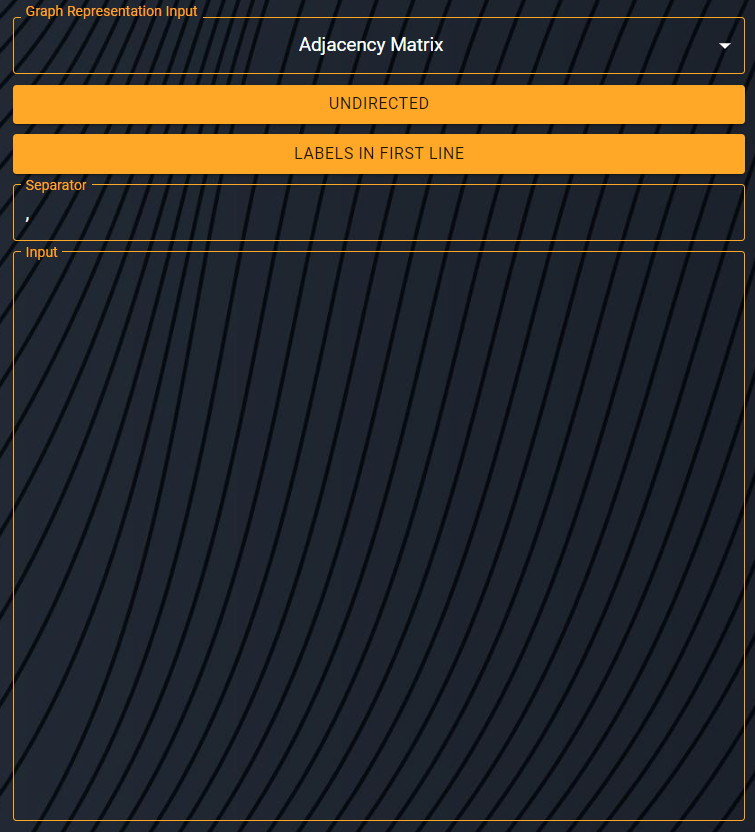 Graph Representation Input
Adjacency Matrix
UNDIRECTED
LABELS IN FIRST LINE
Separator
,
Input